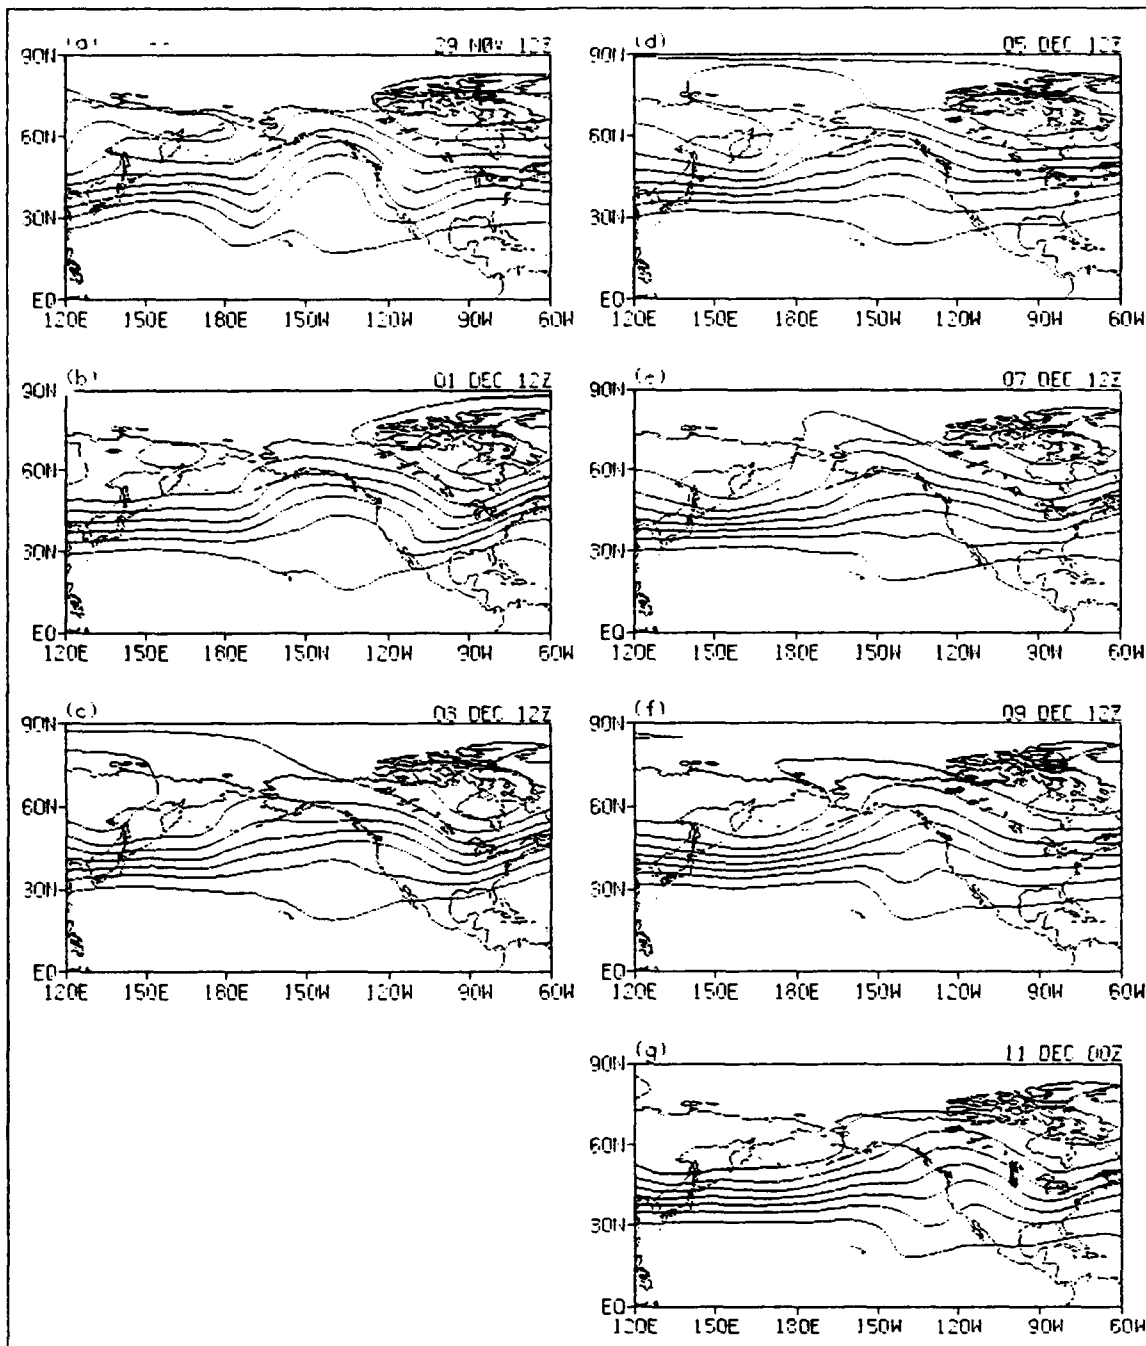 (a) 29 NOV 12Z
90N
60N
30N
EQ
120E 150E 180E 150W 120W 90W 60W
(b) 01 DEC 12Z
90N
60N
30N
EQ
120E 150E 180E 150W 120W 90W 60W
(c) 03 DEC 12Z
90N
60N
30N
EQ
120E 150E 180E 150W 120W 90W 60W
(d) 05 DEC 12Z
90N
60N
30N
EQ
120E 150E 180E 150W 120W 90W 60W
(e) 07 DEC 12Z
90N
60N
30N
EQ
120E 150E 180E 150W 120W 90W 60W
(f) 09 DEC 12Z
90N
60N
30N
EQ
120E 150E 180E 150W 120W 90W 60W
(g) 11 DEC 00Z
90N
60N
30N
EQ
120E 150E 180E 150W 120W 90W 60W